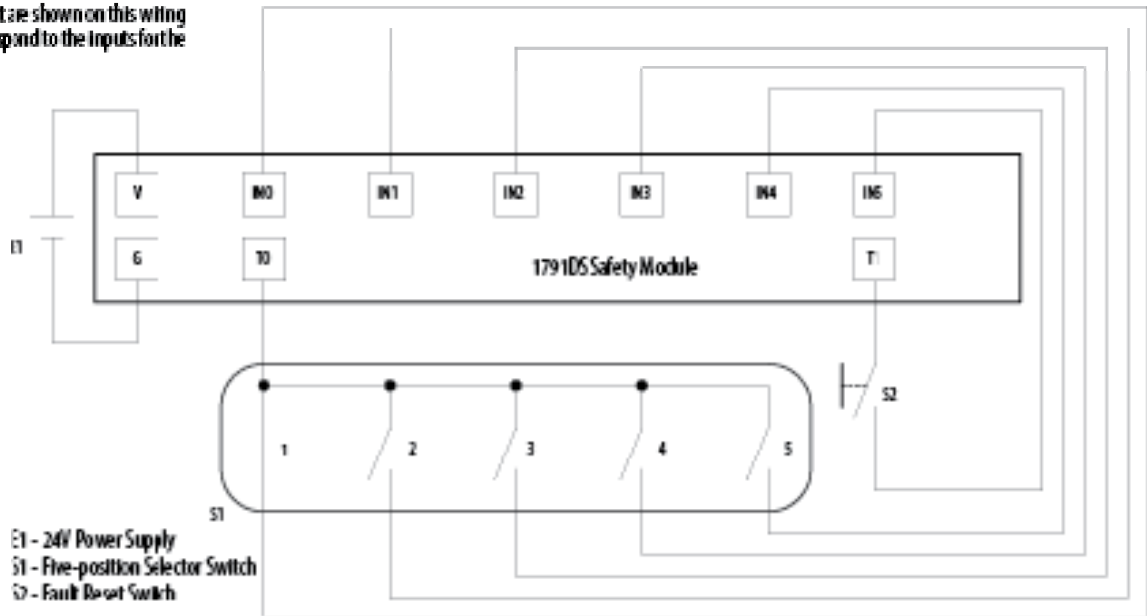 t are shown on this wiring
pond to the inputs for the
V IN0 IN1 IN2 IN3 IN4
G T0 1791DS Safety Module T1
E1
S2
1 2 3 4 5
S1
E1 - 24V Power Supply
S1 - Five-position Selector Switch
S2 - Fault Reset Switch